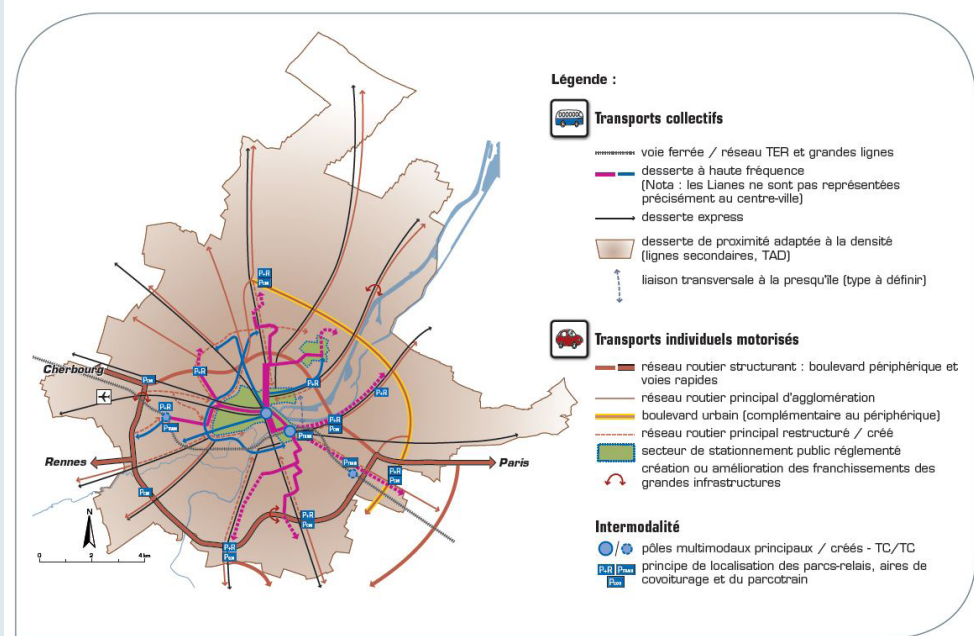 Légende :
Transports collectifs
voie ferrée / réseau TER et grandes lignes
desserte à haute fréquence
(Nota : les Lianes ne sont pas représentées
précisément au centre-ville)
desserte express
desserte de proximité adaptée à la densité
(lignes secondaires, TAD)
liaison transversale à la presqu'île (type à définir)
Transports individuels motorisés
réseau routier structurant : boulevard périphérique et
voies rapides
réseau routier principal d'agglomération
boulevard urbain (complémentaire au périphérique)
réseau routier principal restructuré / créé
secteur de stationnement public réglementé
création ou amélioration des franchissements des
grandes infrastructures
Intermodalité
pôles multimodaux principaux / créés - TC/TC
P+R
principe de localisation des parcs-relais, aires de
covoiturage et du parcotrain
Cherbourg
Rennes
Paris
P+R
P+R
P+R
P+R
P+R
P+R
P+R
P+R
P+R
N
0 2 4 km